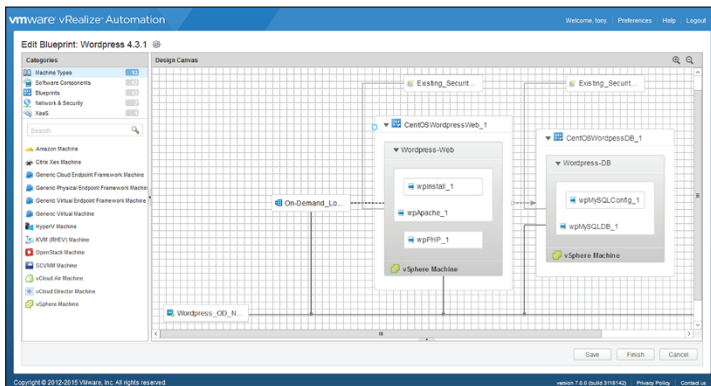 vmware vRealize Automation
Welcome, tony Preferences Help Logout
Edit Blueprint: Wordpress 4.3.1
Categories
Machine Types
Software Components
Blueprints
Network & Security
XaaS
Search
Amazon Machine
Citrix Xen Machine
Generic Cloud Endpoint Framework Machine
Generic Physical Endpoint Framework Machin
Generic Virtual Endpoint Framework Machine
Generic Virtual Machine
HyperV Machine
KVM (RHEV) Machine
OpenStack Machine
SCVMM Machine
vCloud Air Machine
vCloud Director Machine
vSphere Machine
Design Canvas
Existing_Securit...
Existing_Securit...
CentOSWordpressWeb_1
CentOSWordpessDB_1
Wordpress-Web
Wordpress-DB
wpInstall_1
wpMySQLConfig_1
On-Demand_Lo...
wpApache_1
wpMySQLDB_1
wpPHP_1
vSphere Machine
vSphere Machine
Wordpress_OD_N...
Save Finish Cancel
Copyright © 2012-2015 VMware, Inc. All rights reserved.
version 7.0.0 (build 3116142) Privacy Policy Contact us